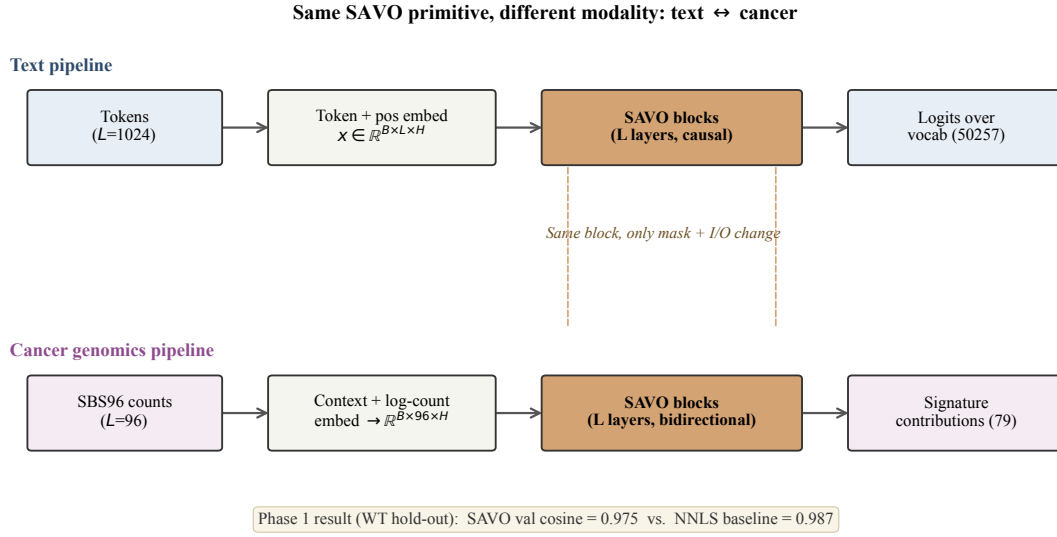 Same SAVO primitive, different modality: text ↔ cancer
Text pipeline
Tokens
(L=1024)
Token + pos embed
x ∈ ℝ^{B×L×H}
SAVO blocks
(L layers, causal)
Logits over
vocab (50257)
Same block, only mask + I/O change
Cancer genomics pipeline
SBS96 counts
(L=96)
Context + log-count
embed → ℝ^{B×96×H}
SAVO blocks
(L layers, bidirectional)
Signature
contributions (79)
Phase 1 result (WT hold-out): SAVO val cosine = 0.975 vs. NNLS baseline = 0.987